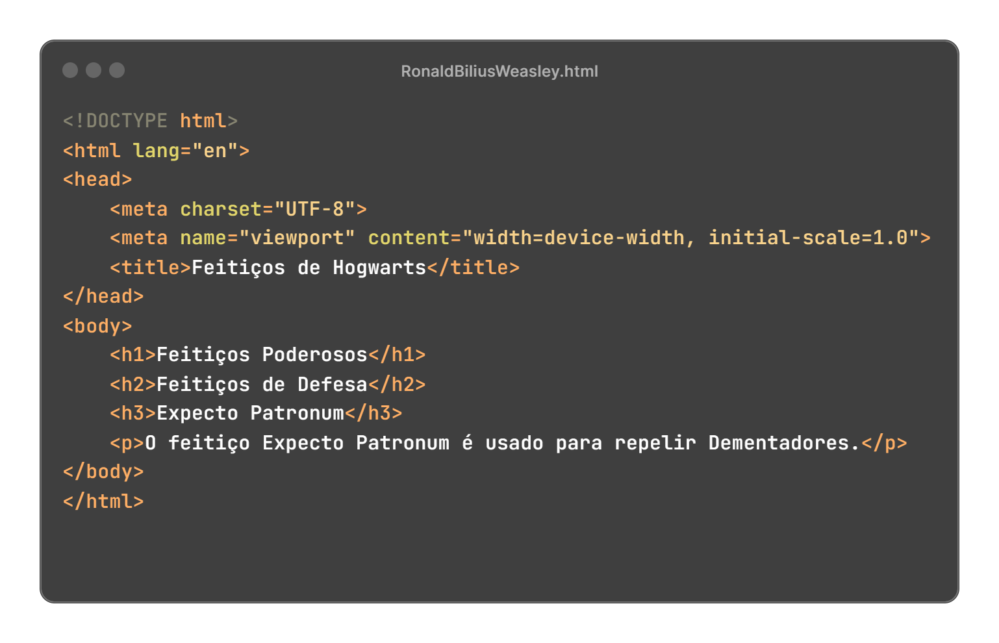 RonaldBiliusWeasley.html
<!DOCTYPE html>
<html lang="en">
<head>
    <meta charset="UTF-8">
    <meta name="viewport" content="width=device-width, initial-scale=1.0">
    <title>Feitiços de Hogwarts</title>
</head>
<body>
    <h1>Feitiços Poderosos</h1>
    <h2>Feitiços de Defesa</h2>
    <h3>Expecto Patronum</h3>
    <p>O feitiço Expecto Patronum é usado para repelir Dementadores.</p>
</body>
</html>